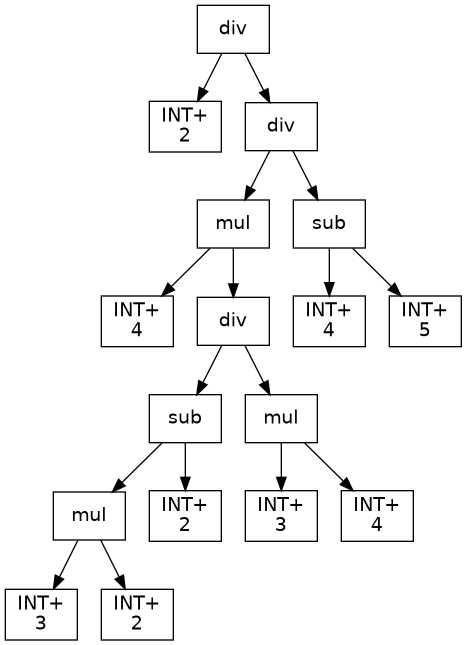 div
INT+
2
div
mul
sub
INT+
4
div
INT+
4
INT+
5
sub
mul
mul
INT+
2
INT+
3
INT+
4
INT+
3
INT+
2